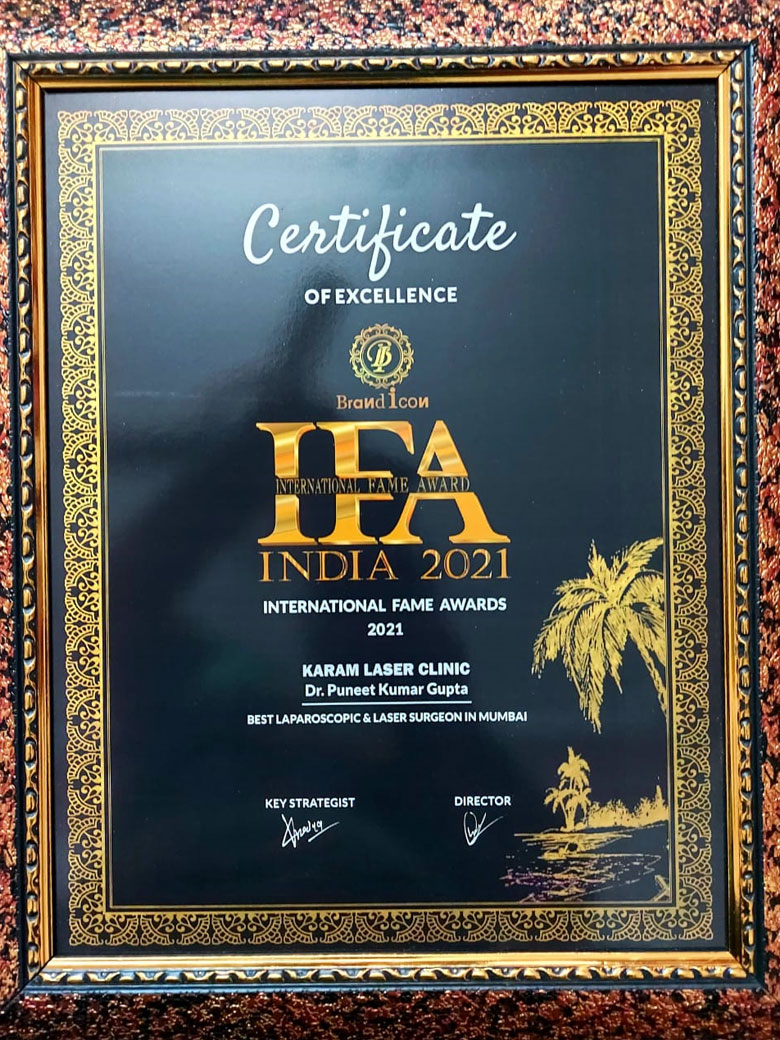 Certificate
OF EXCELLENCE
Brand icon
IFA
INTERNATIONAL FAME AWARD
INDIA 2021
INTERNATIONAL FAME AWARDS
2021
KARAM LASER CLINIC
Dr. Puneet Kumar Gupta
BEST LAPAROSCOPIC & LASER SURGEON IN MUMBAI
KEY STRATEGIST DIRECTOR